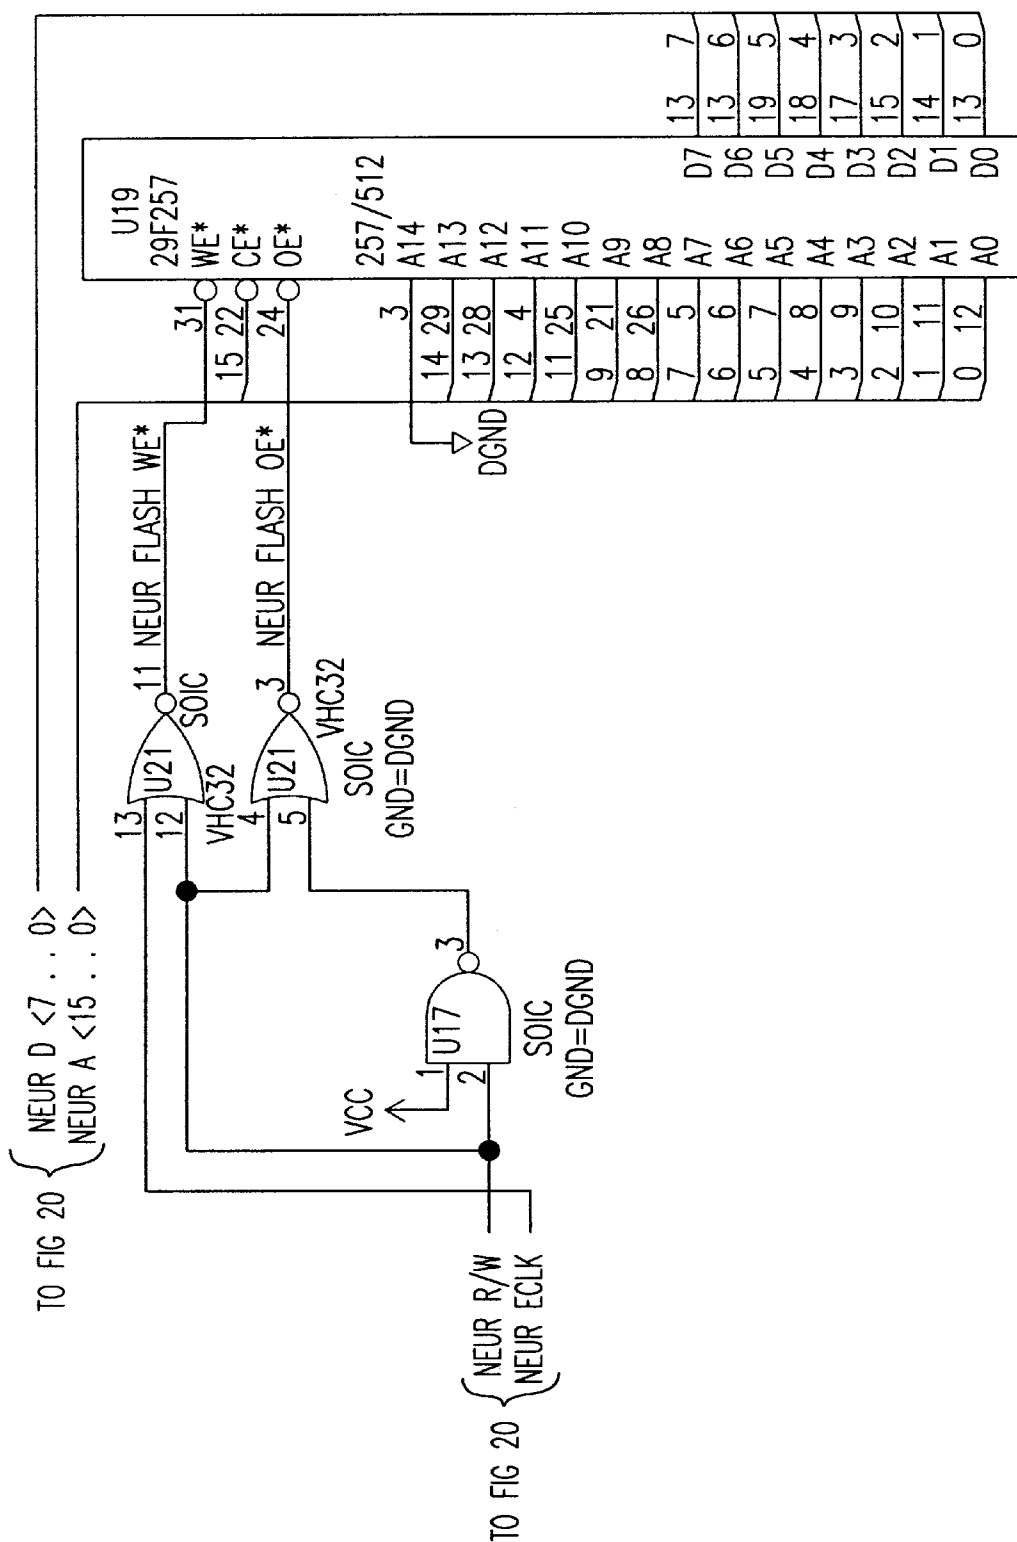 TO FIG 20
NEUR D <7 . . 0>
NEUR A <15 . . 0>
TO FIG 20
NEUR R/W
NEUR ECLK
VCC
1
2
U17
3
SOIC
GND=DGND
13
12
U21
VHC32
11
SOIC
NEUR FLASH WE*
4
5
U21
3
VHC32
SOIC
GND=DGND
NEUR FLASH OE*
DGND
U19
29F257
31 WE*
15 22 CE*
24 OE*
257/512
3 A14
14 29 A13
13 28 A12
12 4 A11
11 25 A10
9 21 A9
8 26 A8
7 5 A7
6 6 A6
5 7 A5
4 8 A4
3 9 A3
2 10 A2
1 11 A1
0 12 A0
D7 13 7
D6 13 6
D5 19 5
D4 18 4
D3 17 3
D2 15 2
D1 14 1
D0 13 0